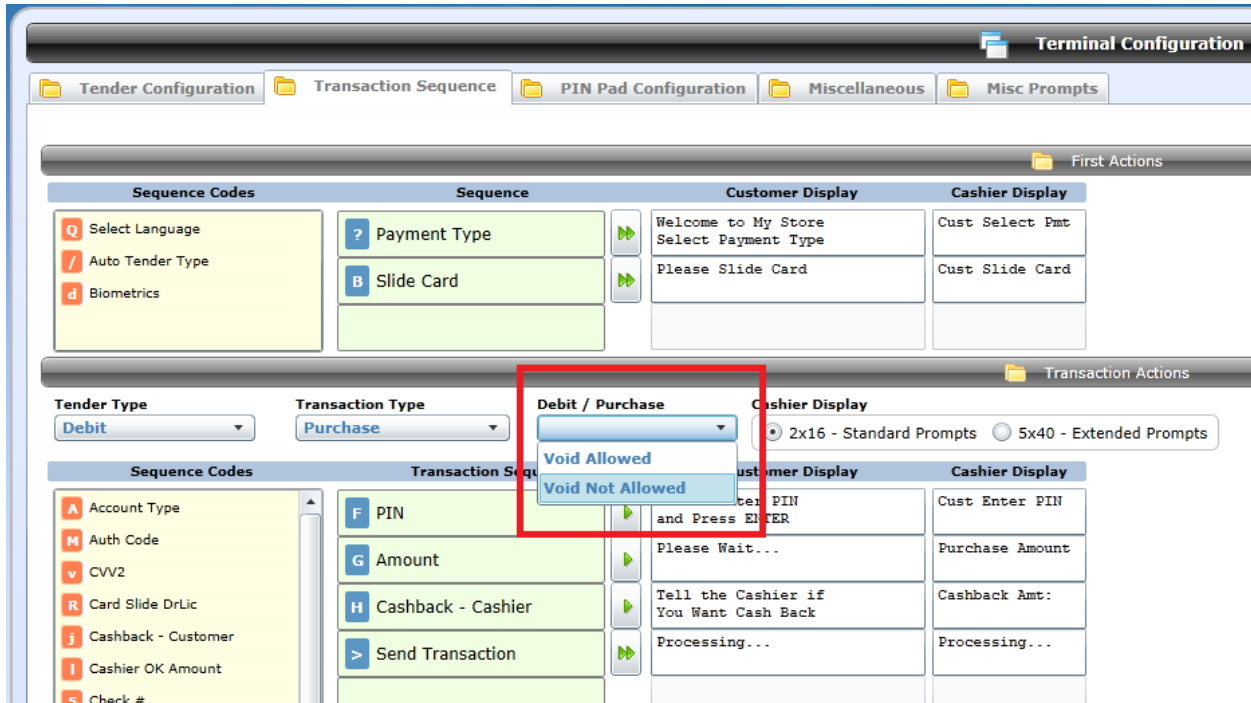 Terminal Configuration
Tender Configuration Transaction Sequence PIN Pad Configuration Miscellaneous Misc Prompts
First Actions
Sequence Codes Sequence Customer Display Cashier Display
Q Select Language
/ Auto Tender Type
d Biometrics
? Payment Type
B Slide Card
Welcome to My Store
Select Payment Type
Please Slide Card
Cust Select Pmt
Cust Slide Card
Transaction Actions
Tender Type Transaction Type Debit / Purchase Cashier Display
Debit Purchase 2x16 - Standard Prompts 5x40 - Extended Prompts
Void Allowed
Void Not Allowed
Sequence Codes Transaction Display Cashier Display
A Account Type
M Auth Code
v CVV2
R Card Slide DrLic
j Cashback - Customer
Cashier OK Amount
Check #
F PIN
G Amount
H Cashback - Cashier
> Send Transaction
PIN
and Press ENTER
Please Wait...
Tell the Cashier if
You Want Cash Back
Processing...
Cust Enter PIN
Purchase Amount
Cashback Amt:
Processing...